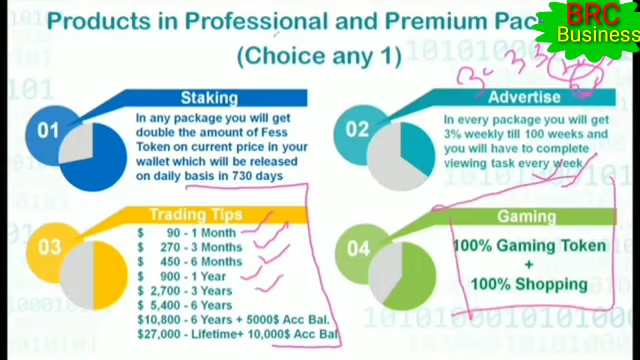 Products in Professional and Premium Pac
(Choice any 1)
BRC
Business
01
Staking
In any package you will get
double the amount of Fess
Token on current price in your
wallet which will be released
on daily basis in 730 days
02
Advertise
In every package you will get
3% weekly till 100 weeks and
you will have to complete
viewing task every week
03
Trading Tips
$ 90 - 1 Month
$ 270 - 3 Months
$ 450 - 6 Months
$ 900 - 1 Year
$ 2,700 - 3 Years
$ 5,400 - 6 Years
$10,800 - 6 Years + 5000$ Acc Bal.
$27,000 - Lifetime+ 10,000$ Acc Bal
04
Gaming
100% Gaming Token
+
100% Shopping